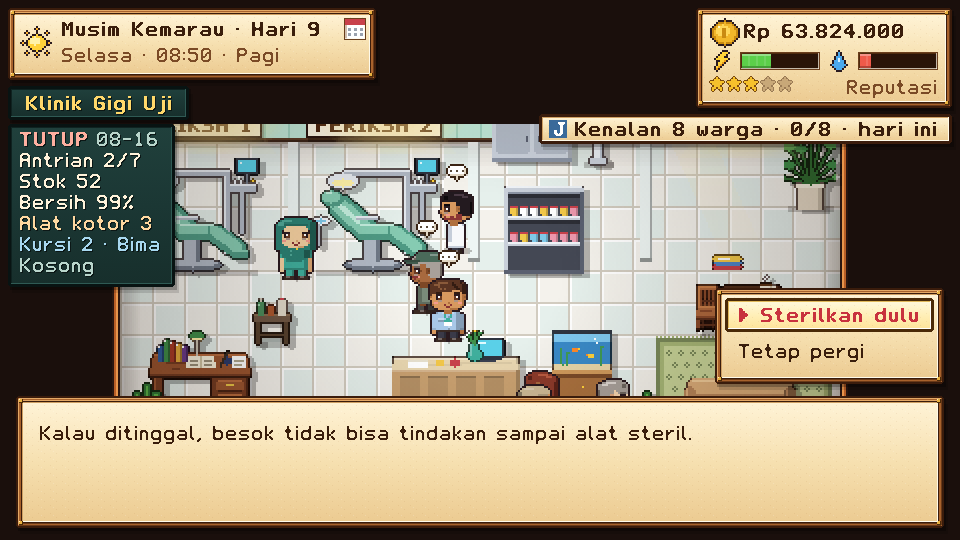 Musim Kemarau · Hari 9
Selasa · 08:50 · Pagi
Rp 63.824.000
Reputasi
Klinik Gigi Uji
J Kenalan 8 warga · 0/8 · hari ini
TUTUP 08-16
Antrian 2/7
Stok 52
Bersih 99%
Alat kotor 3
Kursi 2 · Bima
Kosong
PERIKSA 2
Sterilkan dulu
Tetap pergi
Kalau ditinggal, besok tidak bisa tindakan sampai alat steril.